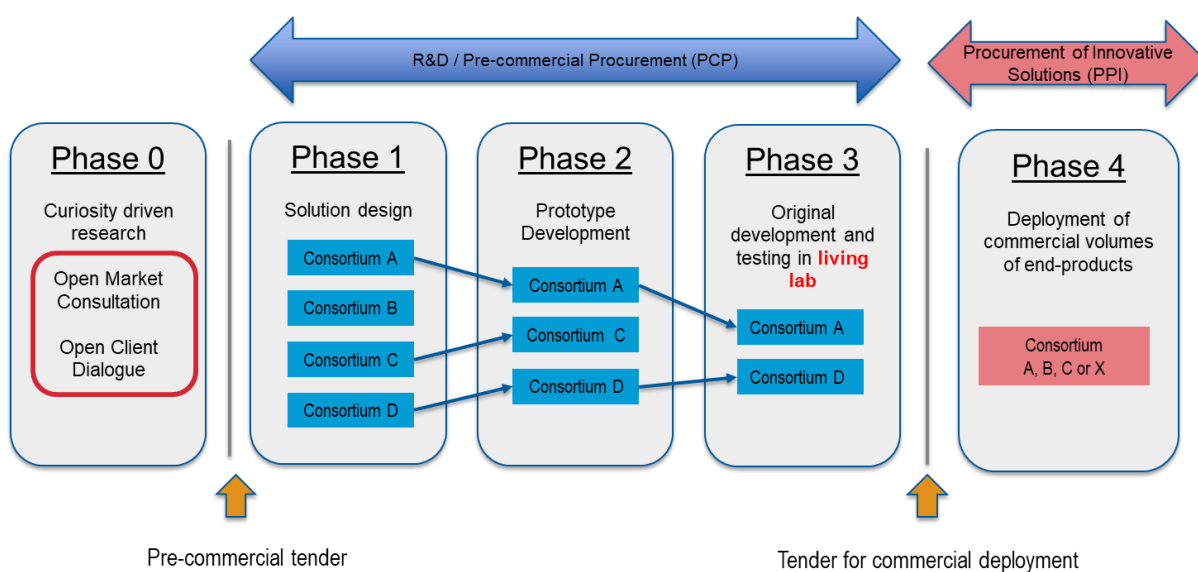 R&D / Pre-commercial Procurement (PCP)
Procurement of Innovative
Solutions (PPI)
Phase 0
Curiosity driven
research
Open Market
Consultation
Open Client
Dialogue
Phase 1
Solution design
Consortium A
Consortium B
Consortium C
Consortium D
Phase 2
Prototype
Development
Consortium A
Consortium C
Consortium D
Phase 3
Original
development and
testing in living
lab
Consortium A
Consortium D
Phase 4
Deployment of
commercial volumes
of end-products
Consortium
A, B, C or X
Pre-commercial tender
Tender for commercial deployment